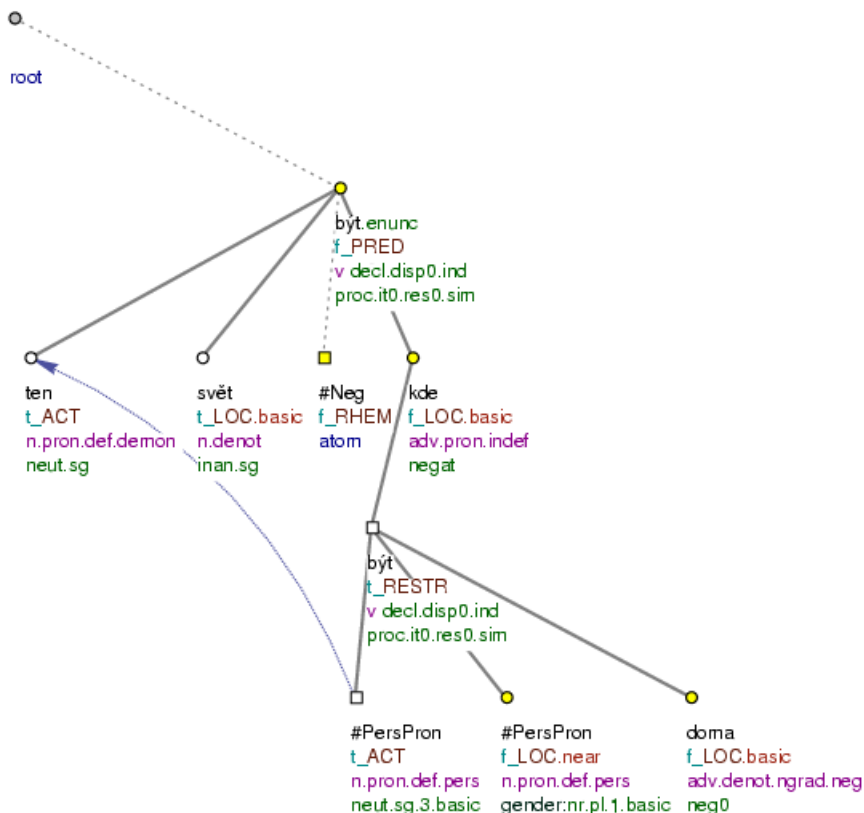 root
být.enunc
f_PRED
v decl.disp0.ind
proc.it0.res0.sim
ten
t_ACT
n.pron.def.demon
neut.sg
svět
t_LOC.basic
n.denot
inan.sg
#Neg
f_RHEM
atom
kde
f_LOC.basic
adv.pron.indef
negat
být
t_RESTR
v decl.disp0.ind
proc.it0.res0.sim
#PersPron
t_ACT
n.pron.def.pers
neut.sg.3.basic
#PersPron
f_LOC.near
n.pron.def.pers
gender:nr.pl.1.basic
doma
f_LOC.basic
adv.denot.ngrad.neg
neg0